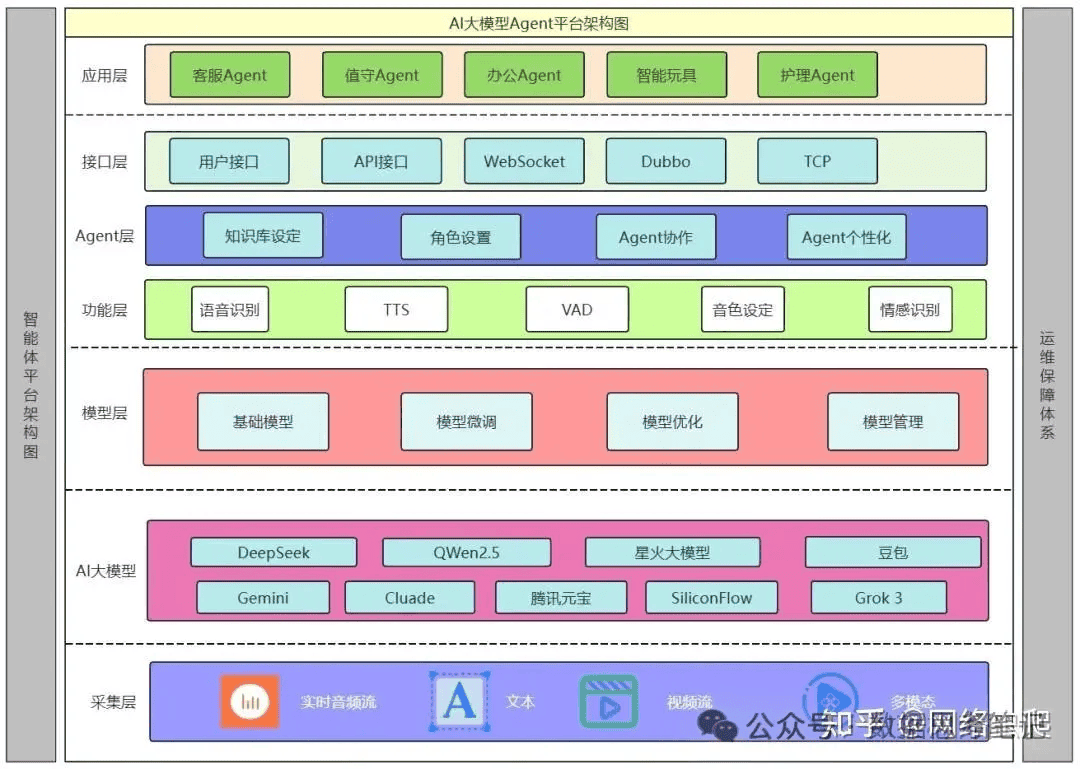 AI大模型Agent平台架构图
智能体平台架构图
应用层
客服Agent
值守Agent
办公Agent
智能玩具
护理Agent
接口层
用户接口
API接口
WebSocket
Dubbo
TCP
Agent层
知识库设定
角色设置
Agent协作
Agent个性化
功能层
语音识别
TTS
VAD
音色设定
情感识别
模型层
基础模型
模型微调
模型优化
模型管理
AI大模型
DeepSeek
QWen2.5
星火大模型
豆包
Gemini
Cluade
腾讯元宝
SiliconFlow
Grok 3
采集层
实时音频流
A
文本
视频流
多模态
运维保障体系
公众号
知乎 @网络蚂爬